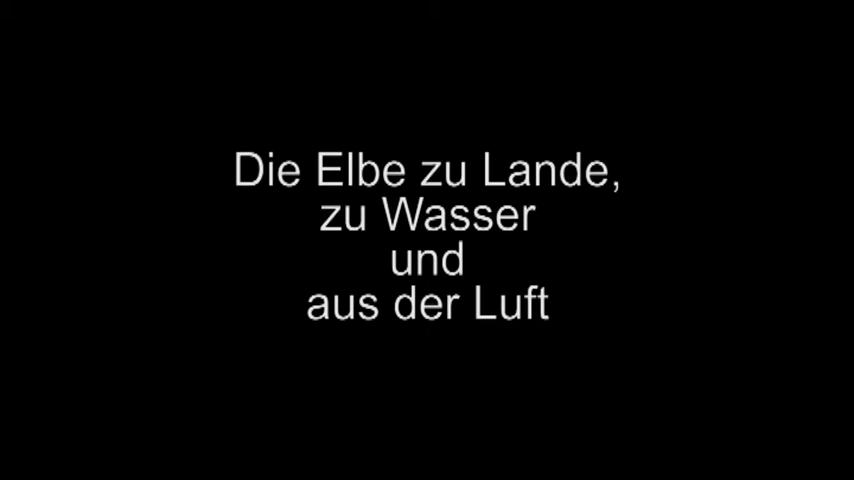 Die Elbe zu Lande,
zu Wasser
und
aus der Luft